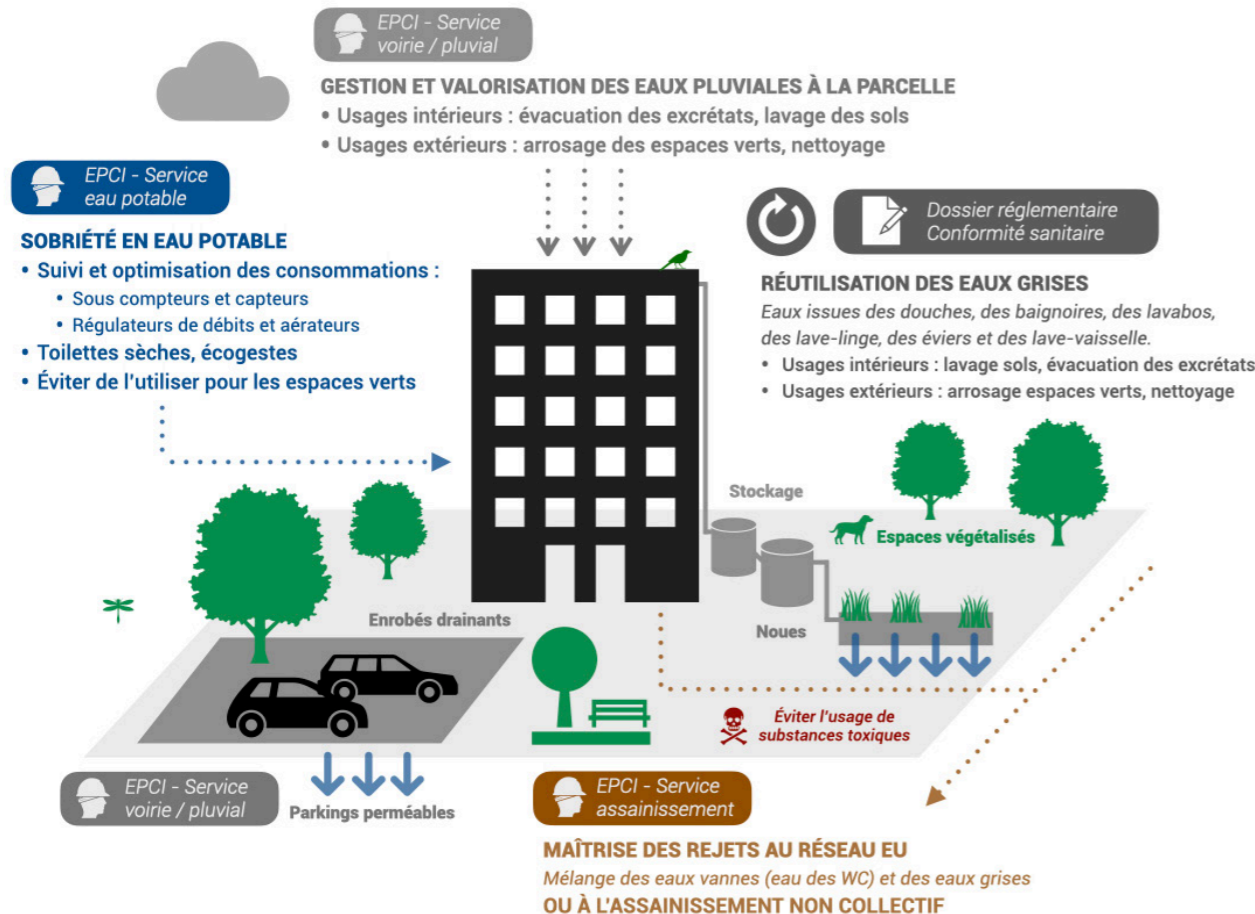 EPCI - Service
voirie / pluvial
GESTION ET VALORISATION DES EAUX PLUVIALES À LA PARCELLE
• Usages intérieurs : évacuation des excrétats, lavage des sols
• Usages extérieurs : arrosage des espaces verts, nettoyage
EPCI - Service
eau potable
SOBRIÉTÉ EN EAU POTABLE
• Suivi et optimisation des consommations :
• Sous compteurs et capteurs
• Régulateurs de débits et aérateurs
• Toilettes sèches, écogestes
• Éviter de l'utiliser pour les espaces verts
Dossier réglementaire
Conformité sanitaire
RÉUTILISATION DES EAUX GRISES
Eaux issues des douches, des baignoires, des lavabos,
des lave-linge, des éviers et des lave-vaisselle.
• Usages intérieurs : lavage sols, évacuation des excrétats
• Usages extérieurs : arrosage espaces verts, nettoyage
Stockage
Espaces végétalisés
Enrobés drainants
Noues
Éviter l'usage de
substances toxiques
EPCI - Service
voirie / pluvial
Parkings perméables
EPCI - Service
assainissement
MAÎTRISE DES REJETS AU RÉSEAU EU
Mélange des eaux vannes (eau des WC) et des eaux grises
OU À L'ASSAINISSEMENT NON COLLECTIF